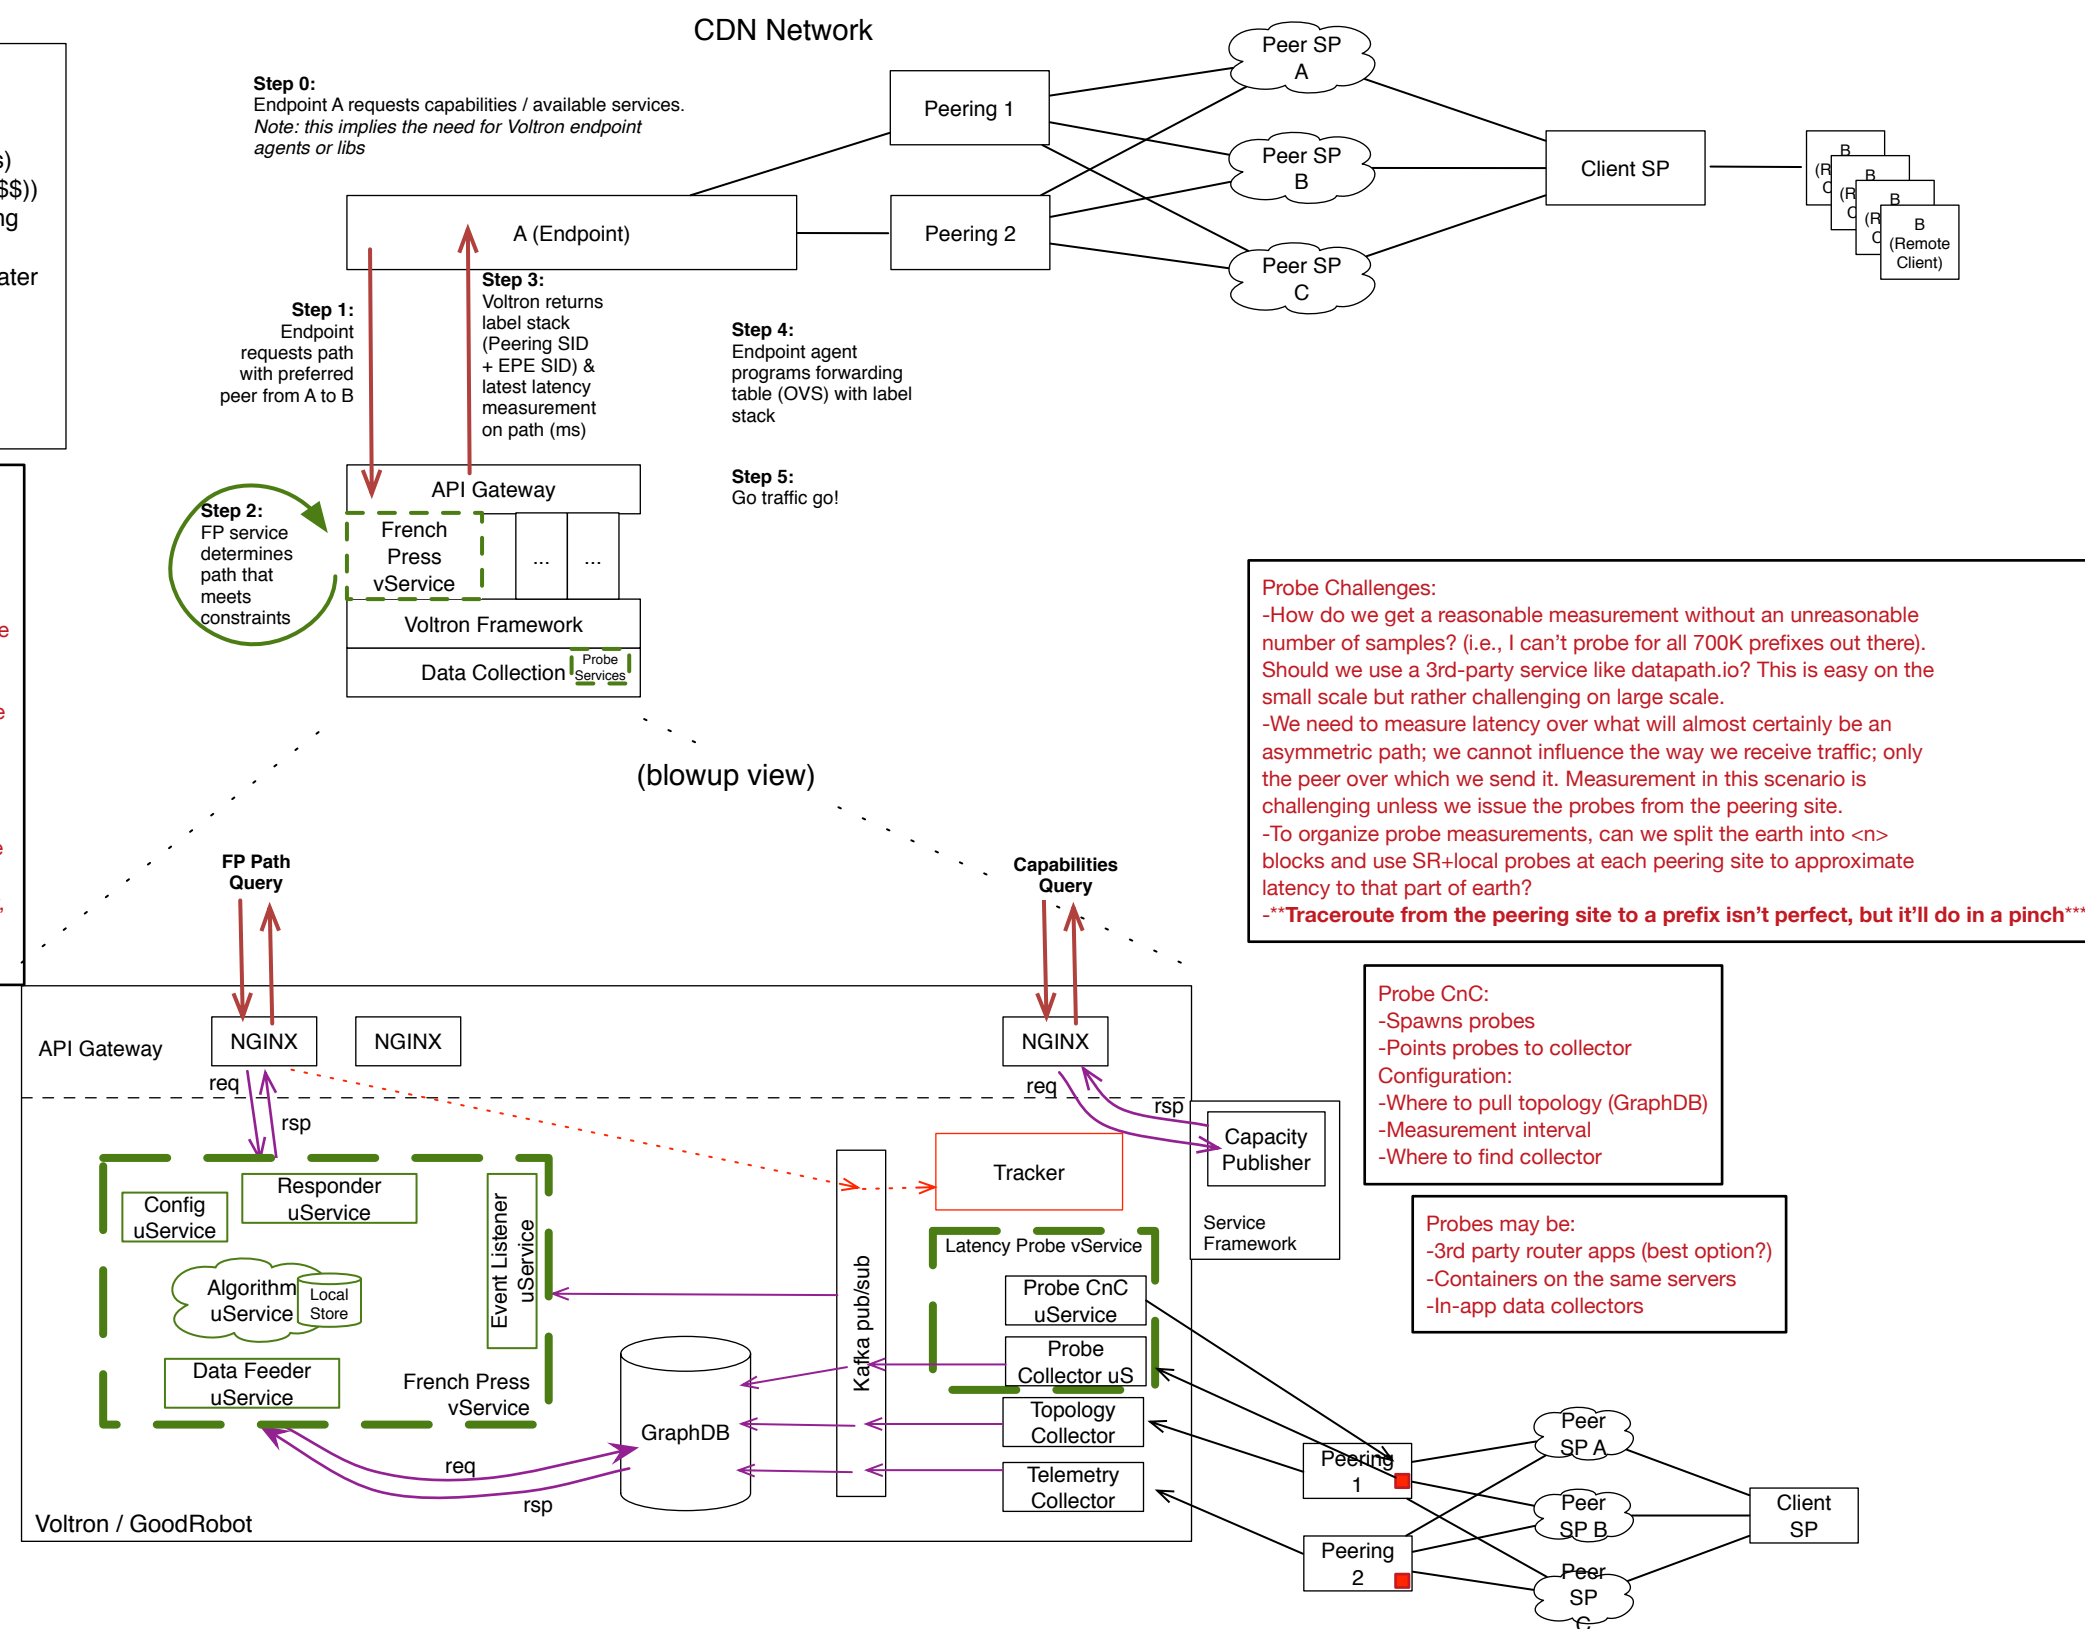 CDN Network
Step 0:
Endpoint A requests capabilities / available services.
Note: this implies the need for Voltron endpoint
agents or libs
Peering 1
Peering 2
Peer SP
A
Peer SP
B
Peer SP
C
Client SP
B
(R
C
B
(R
C
B
(R
C
B
(Remote
Client)
A (Endpoint)
s)
$$))
ng
ater
Step 1:
Endpoint
requests path
with preferred
peer from A to B
Step 3:
Voltron returns
label stack
(Peering SID
+ EPE SID) &
latest latency
measurement
on path (ms)
Step 4:
Endpoint agent
programs forwarding
table (OVS) with label
stack
Step 5:
Go traffic go!
Step 2:
FP service
determines
path that
meets
constraints
API Gateway
French
Press
vService
...
...
Voltron Framework
Data Collection
Probe
Services
e
e
e
,
(blowup view)
Probe Challenges:
-How do we get a reasonable measurement without an unreasonable
number of samples? (i.e., I can't probe for all 700K prefixes out there).
Should we use a 3rd-party service like datapath.io? This is easy on the
small scale but rather challenging on large scale.
-We need to measure latency over what will almost certainly be an
asymmetric path; we cannot influence the way we receive traffic; only
the peer over which we send it. Measurement in this scenario is
challenging unless we issue the probes from the peering site.
-To organize probe measurements, can we split the earth into <n>
blocks and use SR+local probes at each peering site to approximate
latency to that part of earth?
-**Traceroute from the peering site to a prefix isn't perfect, but it'll do in a pinch***
FP Path
Query
Capabilities
Query
API Gateway
NGINX
NGINX
NGINX
req
rsp
req
rsp
Probe CnC:
-Spawns probes
-Points probes to collector
Configuration:
-Where to pull topology (GraphDB)
-Measurement interval
-Where to find collector
Capacity
Publisher
Service
Framework
Probes may be:
-3rd party router apps (best option?)
-Containers on the same servers
-In-app data collectors
Config
uService
Responder
uService
Event Listener
uService
Algorithm
uService
Local
Store
Data Feeder
uService
French Press
vService
Kafka pub/sub
Tracker
Latency Probe vService
Probe CnC
uService
Probe
Collector uS
Topology
Collector
Telemetry
Collector
GraphDB
req
rsp
Voltron / GoodRobot
Peering
1
Peering
2
Peer
SP A
Peer
SP B
Peer
SP
C
Client
SP